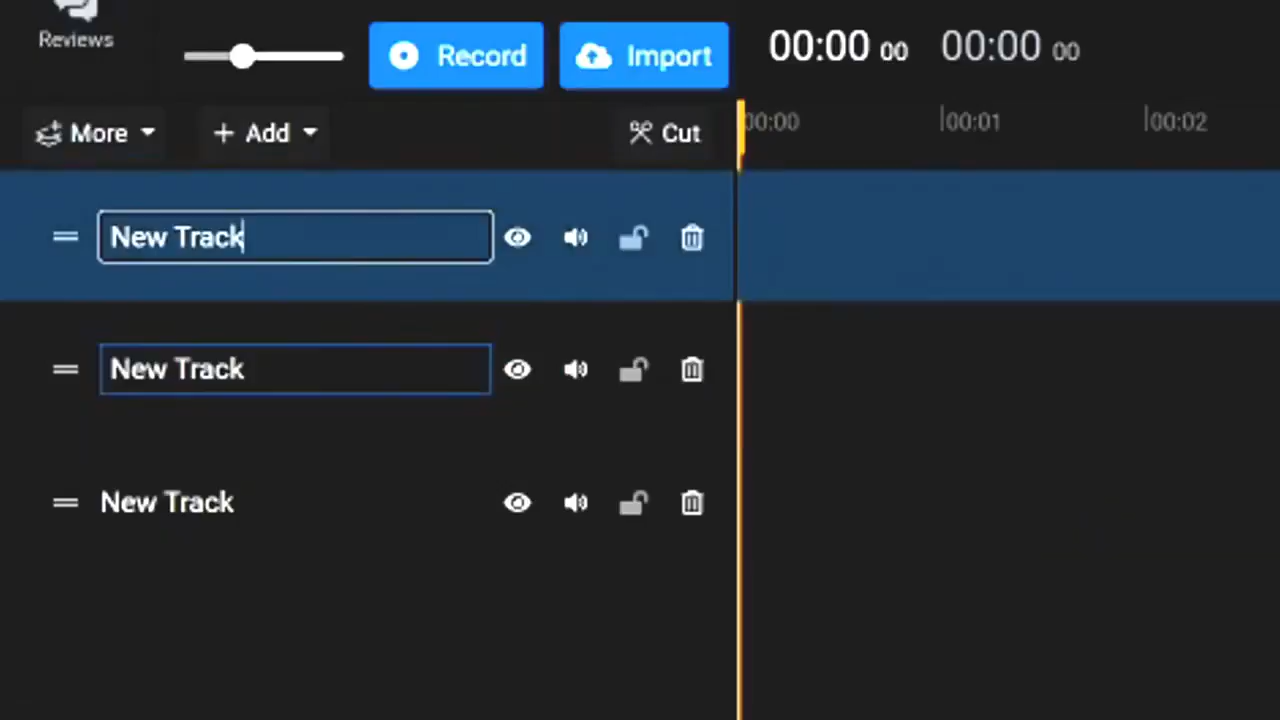 Reviews
Record
Import
00:00 00 00:00 00
More
+ Add
Cut
00:00
00:01
00:02
New Track
New Track
New Track